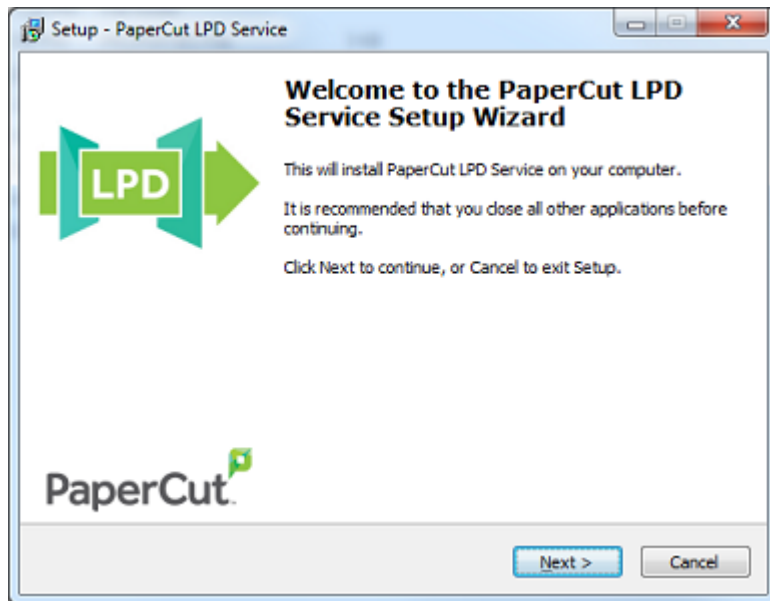 Setup - PaperCut LPD Service
Welcome to the PaperCut LPD
Service Setup Wizard
LPD
This will install PaperCut LPD Service on your computer.
It is recommended that you close all other applications before
continuing.
Click Next to continue, or Cancel to exit Setup.
PaperCut
Next >
Cancel